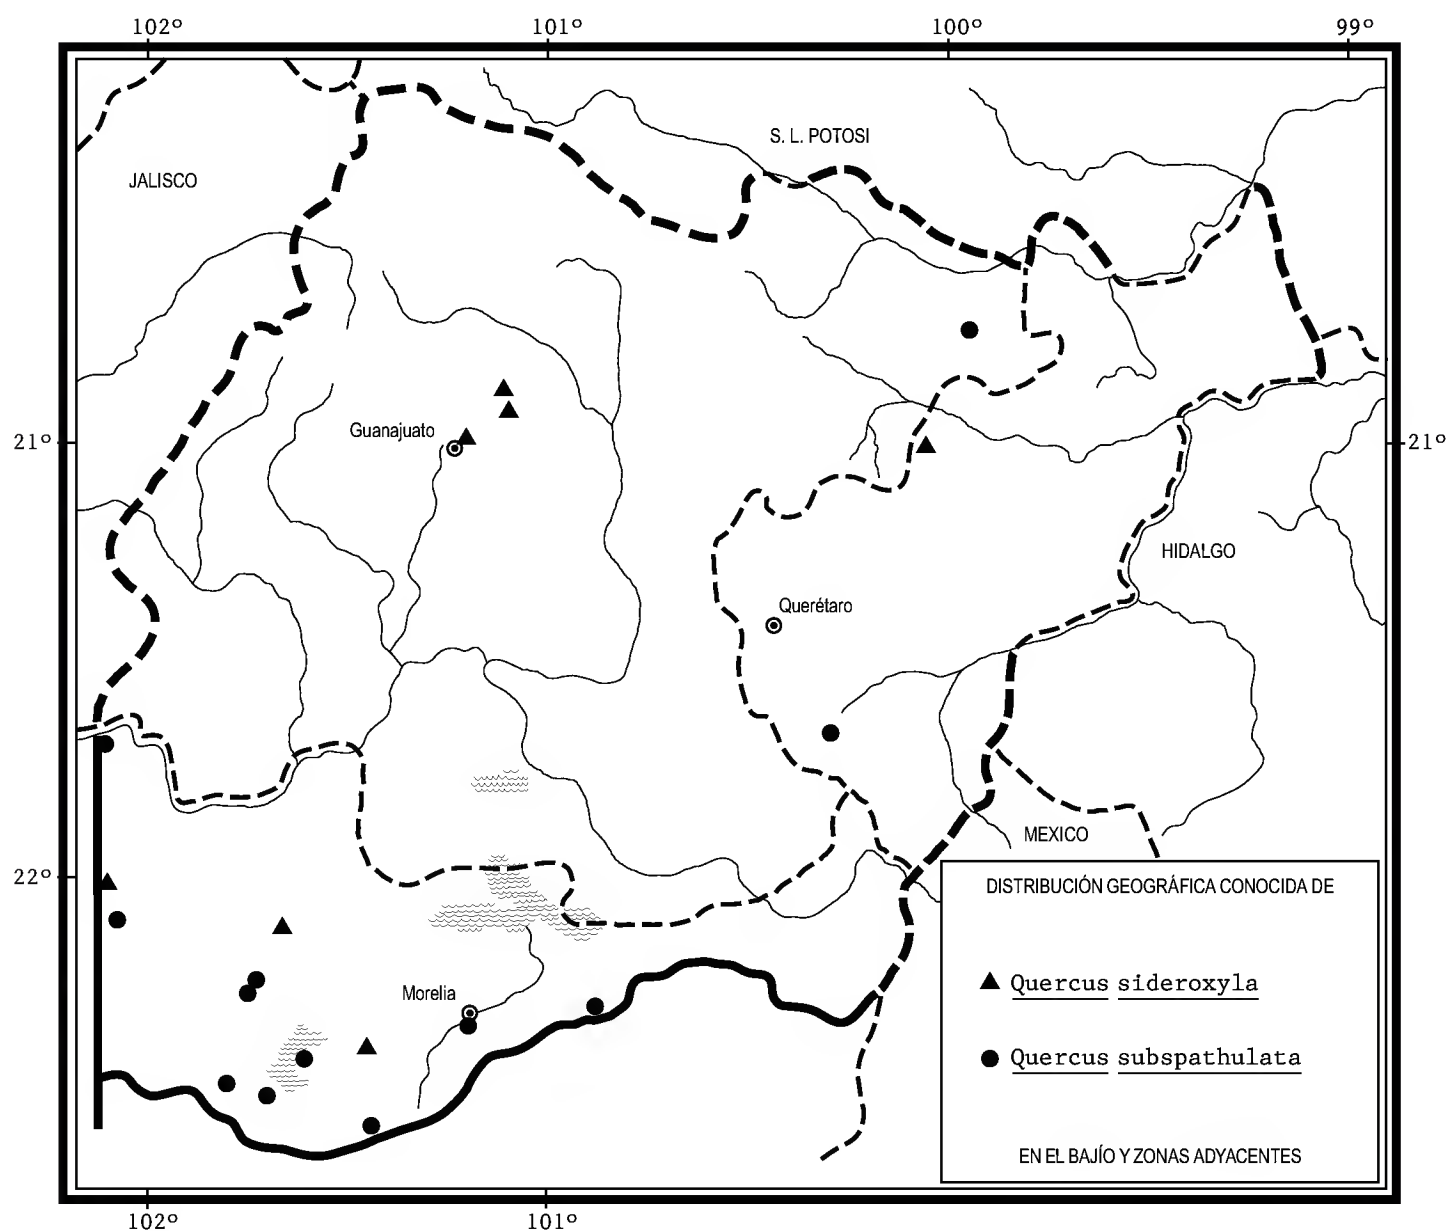 102º 101º 100º 99º
S. L. POTOSI
JALISCO
Guanajuato
21º 21º
HIDALGO
Querétaro
MEXICO
22º
DISTRIBUCIÓN GEOGRÁFICA CONOCIDA DE
Quercus sideroxyla
Morelia
Quercus subspathulata
EN EL BAJÍO Y ZONAS ADYACENTES
102º 101º